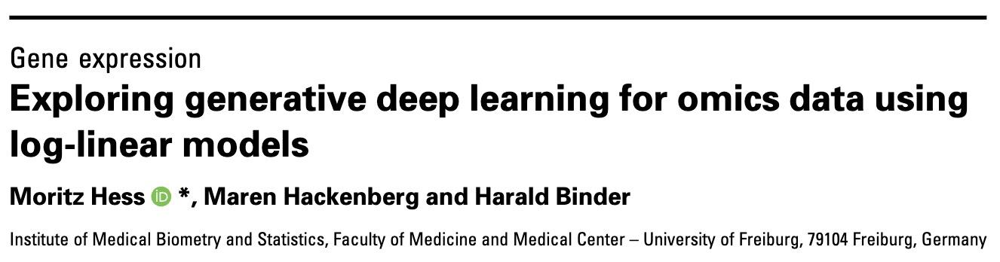 Gene expression
Exploring generative deep learning for omics data using
log-linear models
Moritz Hess iD *, Maren Hackenberg and Harald Binder
Institute of Medical Biometry and Statistics, Faculty of Medicine and Medical Center – University of Freiburg, 79104 Freiburg, Germany